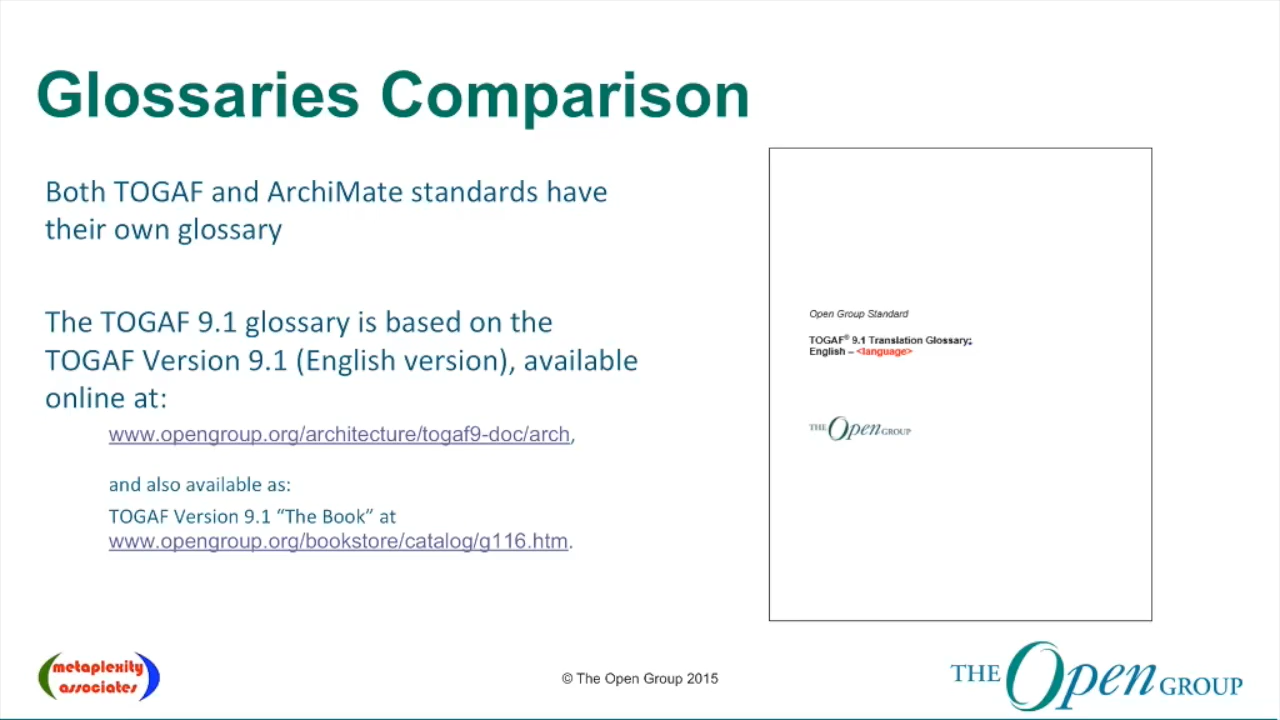 Glossaries Comparison
Both TOGAF and ArchiMate standards have
their own glossary
The TOGAF 9.1 glossary is based on the
TOGAF Version 9.1 (English version), available
online at:
www.opengroup.org/architecture/togaf9-doc/arch,
and also available as:
TOGAF Version 9.1 “The Book” at
www.opengroup.org/bookstore/catalog/g116.htm.
Open Group Standard
TOGAF® 9.1 Translation Glossary:
English – <language>
THE Open GROUP
metaplexity
associates
© The Open Group 2015
THE Open GROUP